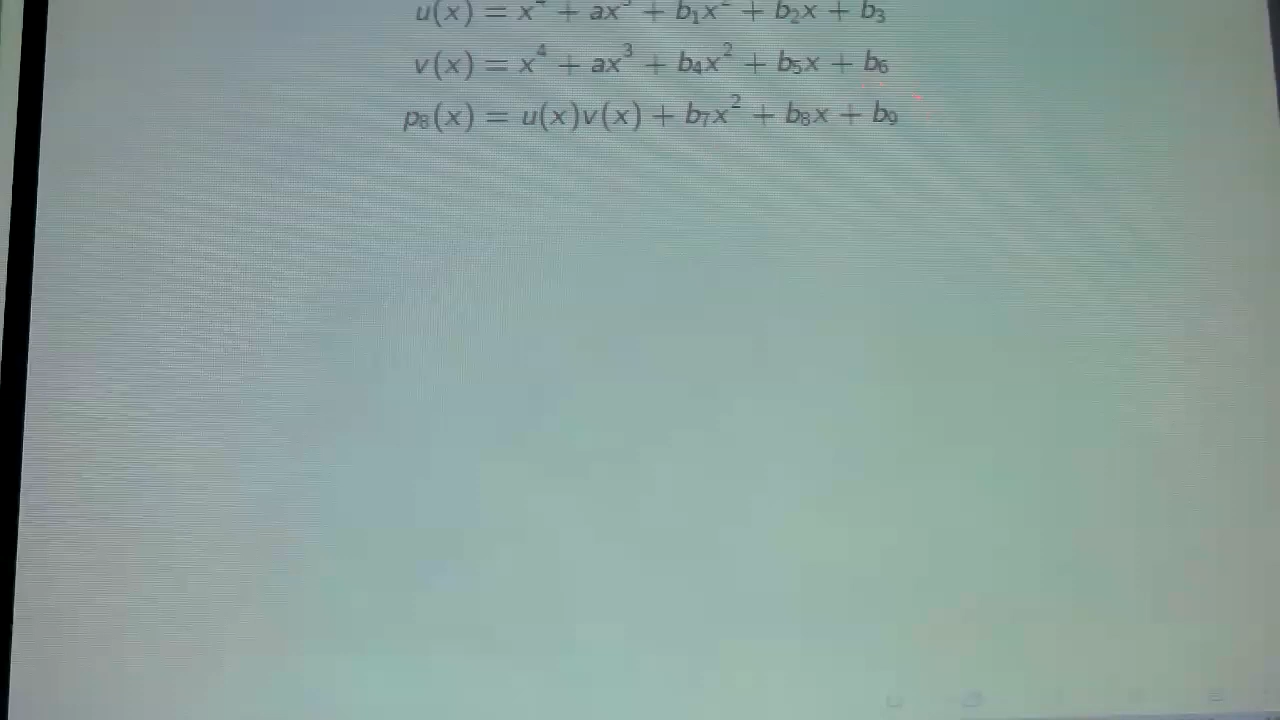 u(x) = x⁴ + ax³ + b₁x² + b₂x + b₃
v(x) = x⁴ + ax³ + b₄x² + b₅x + b₆
p₈(x) = u(x)v(x) + b₇x² + b₈x + b₉